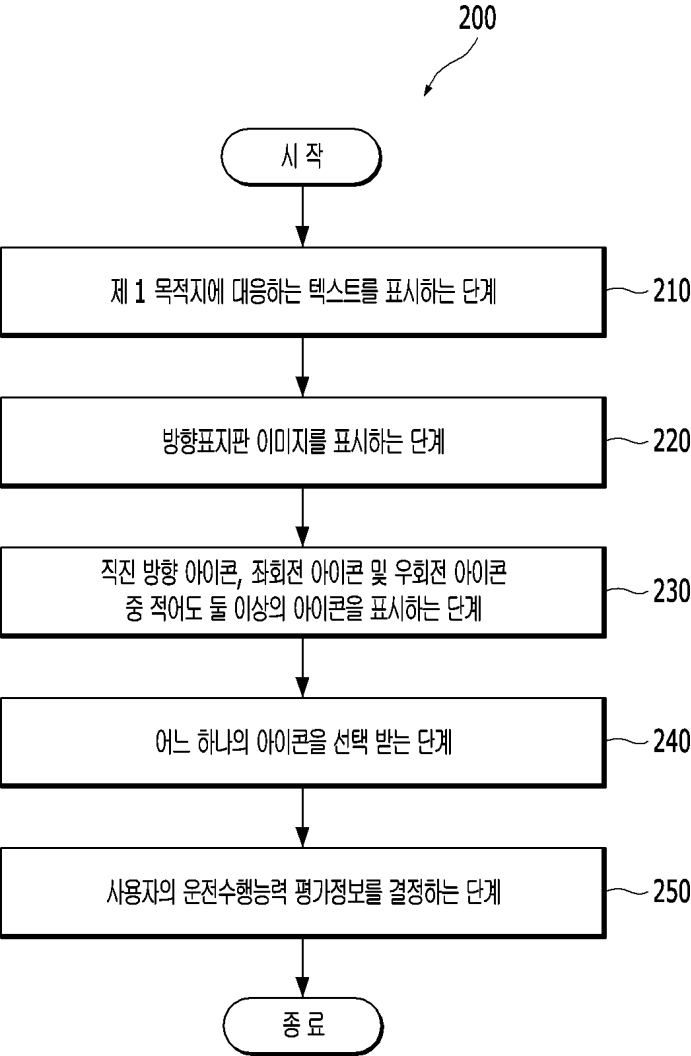 200
시작
제 1 목적지에 대응하는 텍스트를 표시하는 단계
210
방향표지판 이미지를 표시하는 단계
220
직진 방향 아이콘, 좌회전 아이콘 및 우회전 아이콘
중 적어도 둘 이상의 아이콘을 표시하는 단계
230
어느 하나의 아이콘을 선택 받는 단계
240
사용자의 운전수행능력 평가정보를 결정하는 단계
250
종료